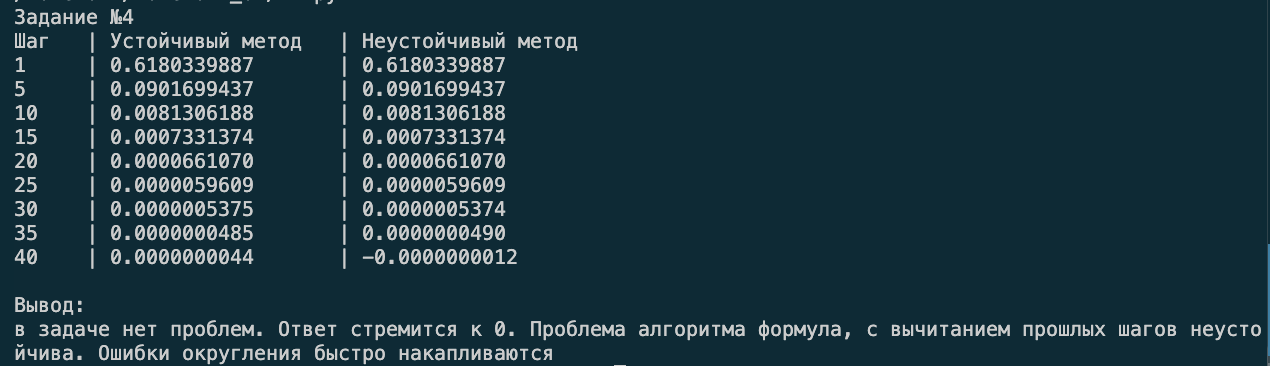 Задание №4
Шаг | Устойчивый метод | Неустойчивый метод
1 | 0.6180339887 | 0.6180339887
5 | 0.0901699437 | 0.0901699437
10 | 0.0081306188 | 0.0081306188
15 | 0.0007331374 | 0.0007331374
20 | 0.0000661070 | 0.0000661070
25 | 0.0000059609 | 0.0000059609
30 | 0.0000005375 | 0.0000005374
35 | 0.0000000485 | 0.0000000490
40 | 0.0000000044 | -0.0000000012
Вывод:
в задаче нет проблем. Ответ стремится к 0. Проблема алгоритма формула, с вычитанием прошлых шагов неусто
йчива. Ошибки округления быстро накапливаются